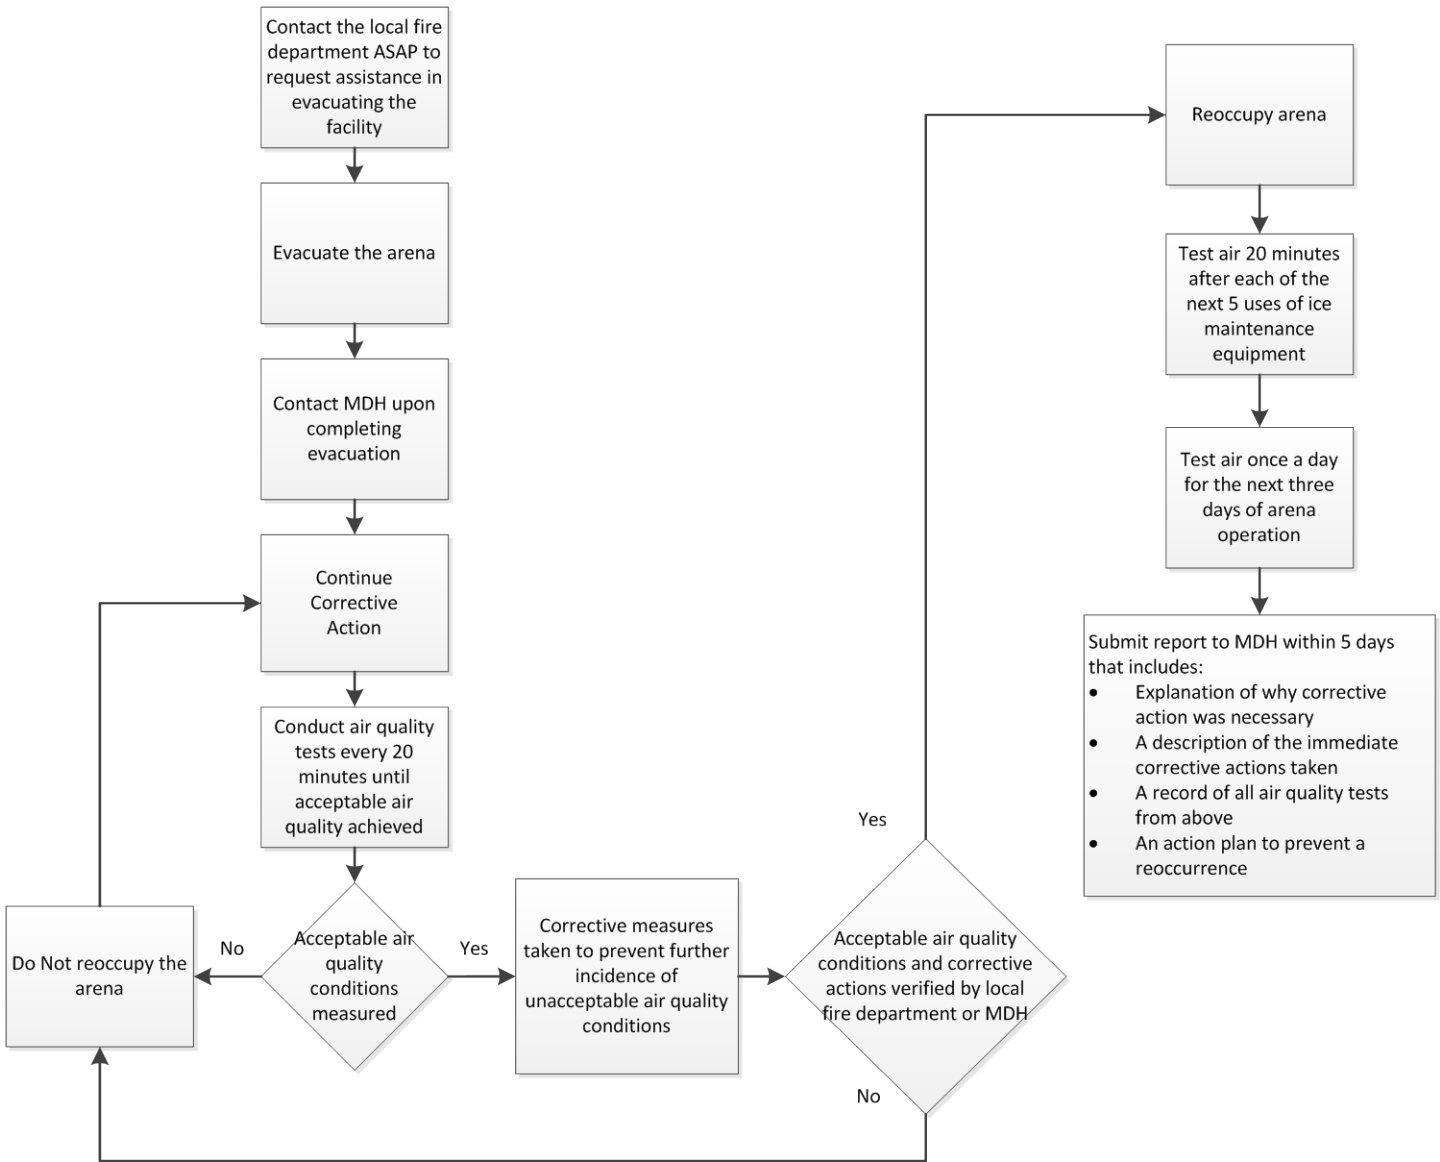 Contact the local fire
department ASAP to
request assistance in
evacuating the
facility
Evacuate the arena
Contact MDH upon
completing
evacuation
Continue
Corrective
Action
Conduct air quality
tests every 20
minutes until
acceptable air
quality achieved
Acceptable air
quality
conditions
measured
No
Do Not reoccupy the
arena
Yes
Corrective measures
taken to prevent further
incidence of
unacceptable air quality
conditions
Acceptable air quality
conditions and corrective
actions verified by local
fire department or MDH
No
Yes
Reoccupy arena
Test air 20 minutes
after each of the
next 5 uses of ice
maintenance
equipment
Test air once a day
for the next three
days of arena
operation
Submit report to MDH within 5 days
that includes:
• Explanation of why corrective
action was necessary
• A description of the immediate
corrective actions taken
• A record of all air quality tests
from above
• An action plan to prevent a
reoccurrence